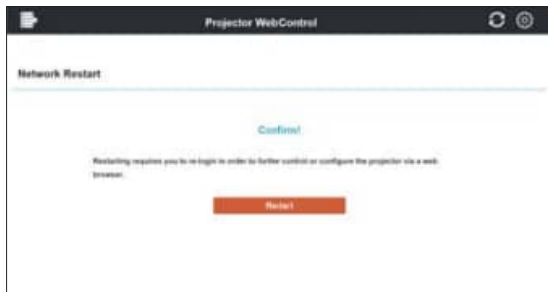 Projector WebControl
Network Restart
Confirm!
Restarting requires you to re-login in order to further control or configure the projector via a web
browser.
Restart